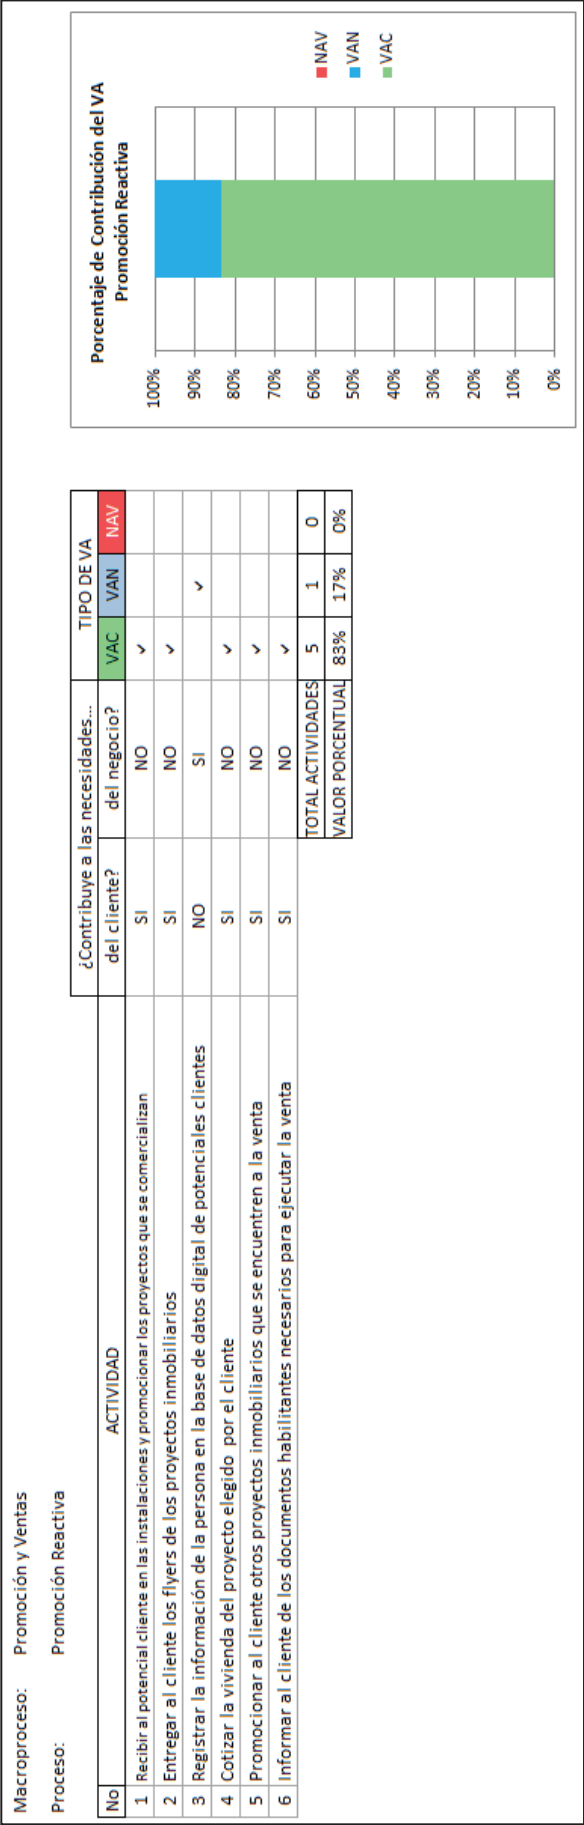 Macroproceso: Promoción y Ventas
Proceso: Promoción Reactiva
¿Contribuye a las necesidades... TIPO DE VA
No ACTIVIDAD del cliente? del negocio? VAC VAN NAV
1 Recibir al potencial cliente en las instalaciones y promocionar los proyectos que se comercializan SI NO ✓
2 Entregar al cliente los flyers de los proyectos inmobiliarios SI NO ✓
3 Registrar la información de la persona en la base de datos digital de potenciales clientes NO SI ✓
4 Cotizar la vivienda del proyecto elegido por el cliente SI NO ✓
5 Promocionar al cliente otros proyectos inmobiliarios que se encuentren a la venta SI NO ✓
6 Informar al cliente de los documentos habilitantes necesarios para ejecutar la venta SI NO ✓
TOTAL ACTIVIDADES 5 1 0
VALOR PORCENTUAL 83% 17% 0%
Porcentaje de Contribución del VA
Promoción Reactiva
100%
90%
80%
70%
60%
50%
40%
30%
20%
10%
0%
NAV
VAN
VAC